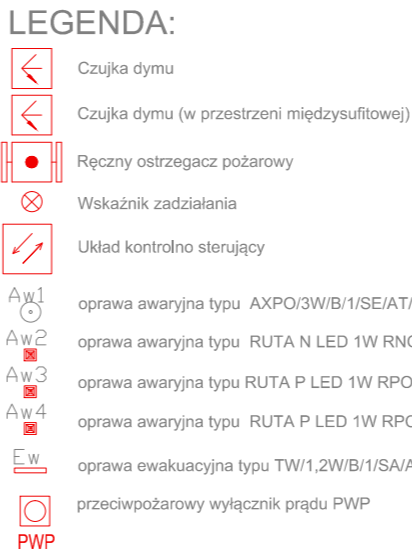 LEGENDA:
Czujka dymu
Czujka dymu (w przestrzeni międzysufitowej)
Ręczny ostrzegacz pożarowy
Wskaźnik zadziałania
Układ kontrolno sterujący
Aw1 oprawa awaryjna typu AXPO/3W/B/1/SE/AT/
Aw2 oprawa awaryjna typu RUTA N LED 1W
Aw3 oprawa awaryjna typu RUTA P LED 1W
Aw4 oprawa awaryjna typu RUTA P LED 1W
Ew oprawa ewakuacyjna typu TW/1,2W/B/1/SA/
przeciwpożarowy wyłącznik prądu PWP
PWP